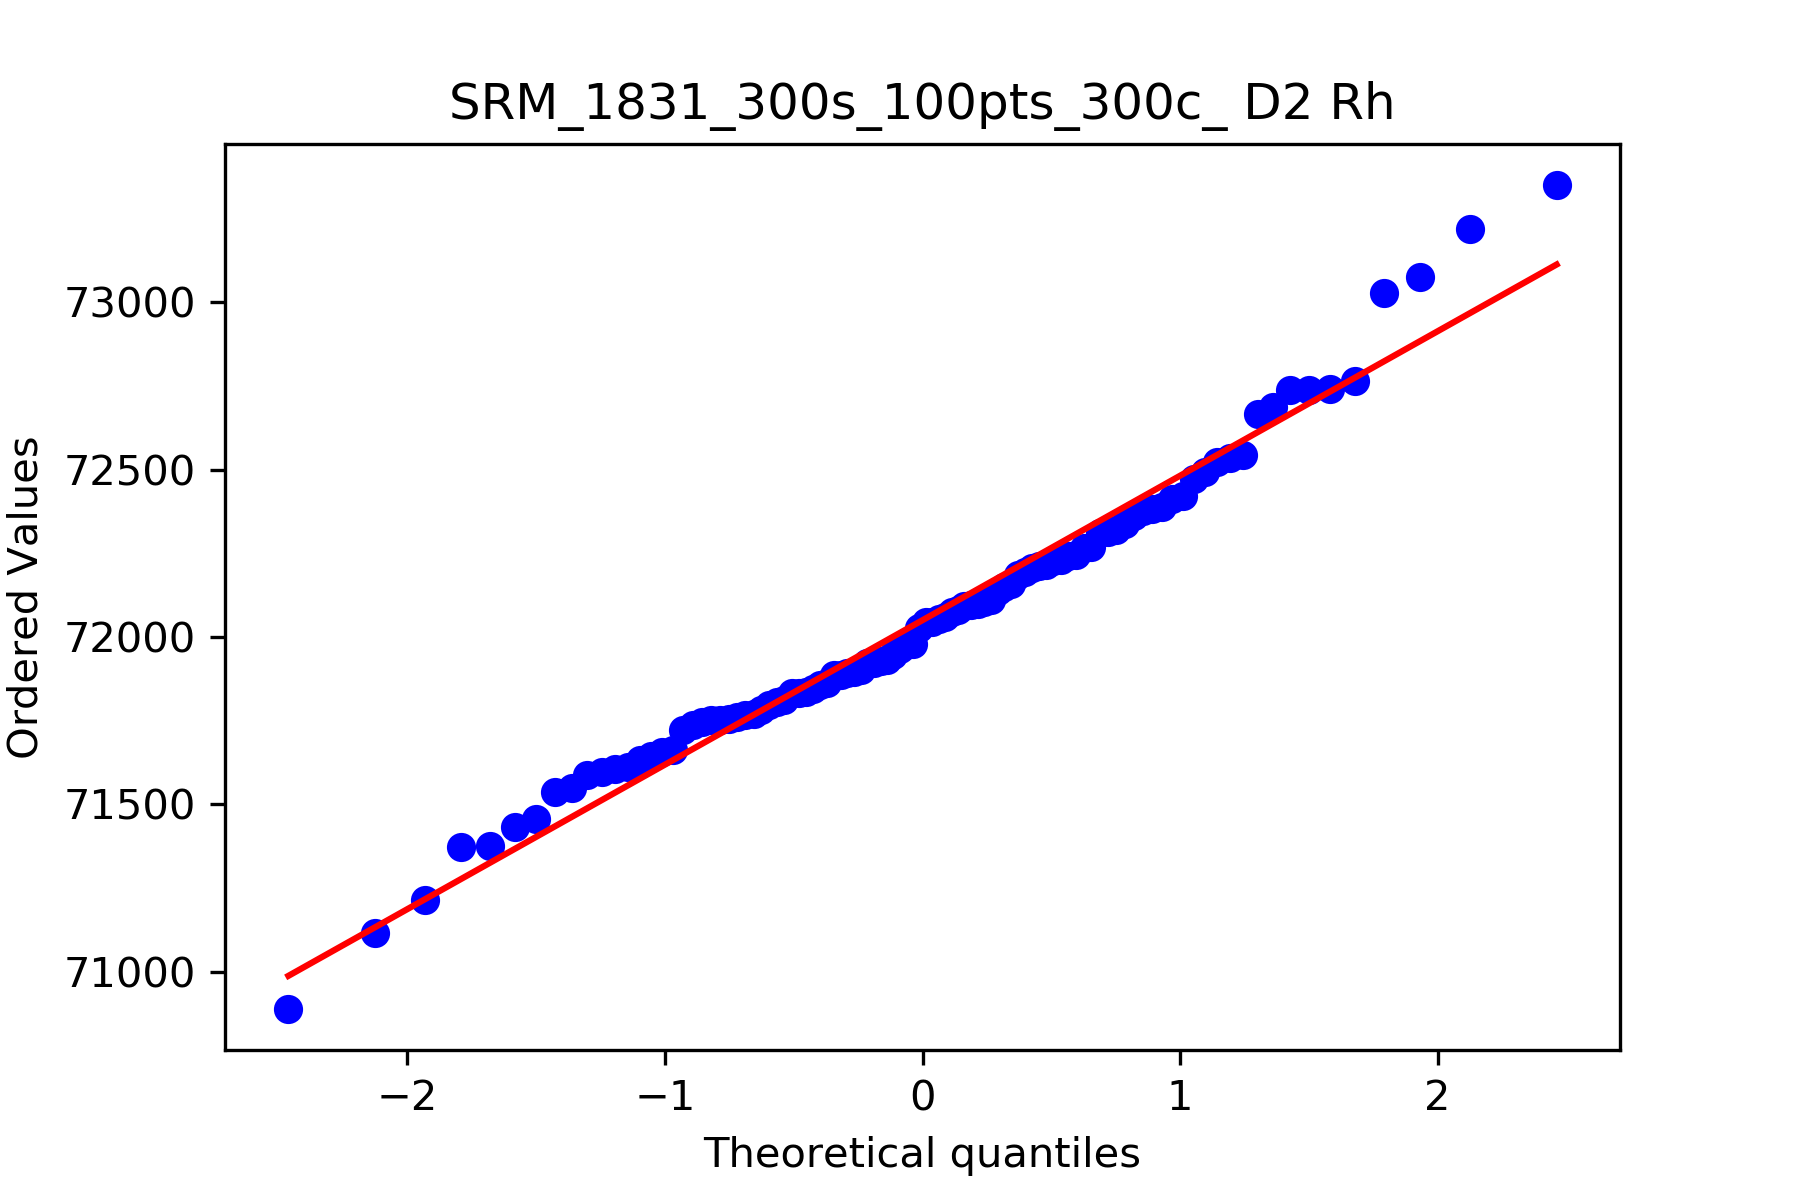 SRM_1831_300s_100pts_300c_ D2 Rh
Ordered Values
73000
72500
72000
71500
71000
−2 −1 0 1 2
Theoretical quantiles